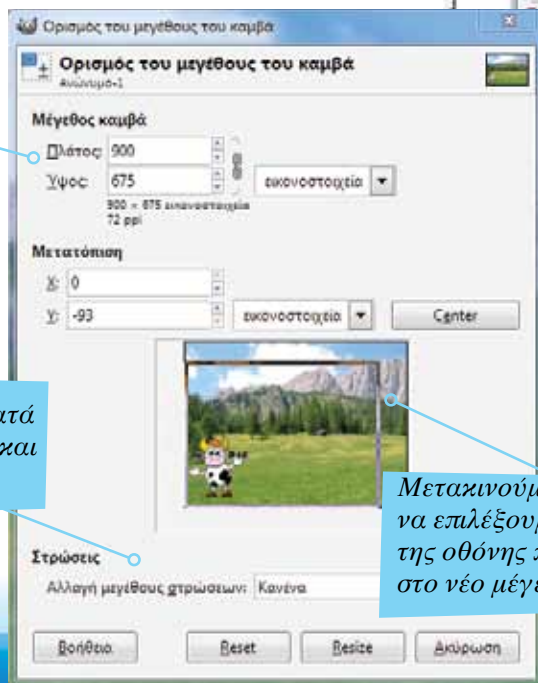 Ορισμός του μεγέθους του καμβά
Ορισμός του μεγέθους του καμβά
Ανώνυμο-1
Μέγεθος καμβά
Πλάτος: 900
Ύψος: 675 εικονοστοιχεία
900 × 675 εικονοστοιχεία
72 ppi
Μετατόπιση
X: 0
Y: -93 εικονοστοιχεία Center
και
Μετακινούμ
να επιλέξουμ
της οθόνης
στο νέο μέγε
Στρώσεις
Αλλαγή μεγέθους στρώσεων: Κανένα
Βοήθεια Reset Resize Ακύρωση